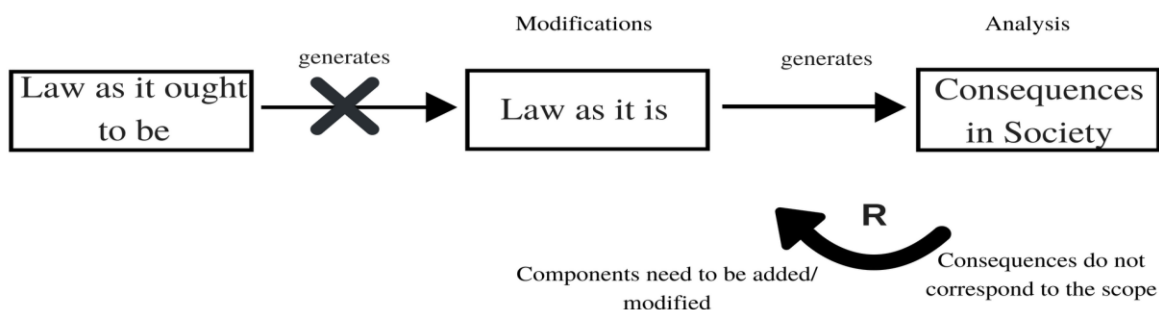 Modifications
Analysis
generates
generates
Law as it ought
to be
Law as it is
Consequences
in Society
R
Components need to be added/
modified
Consequences do not
correspond to the scope